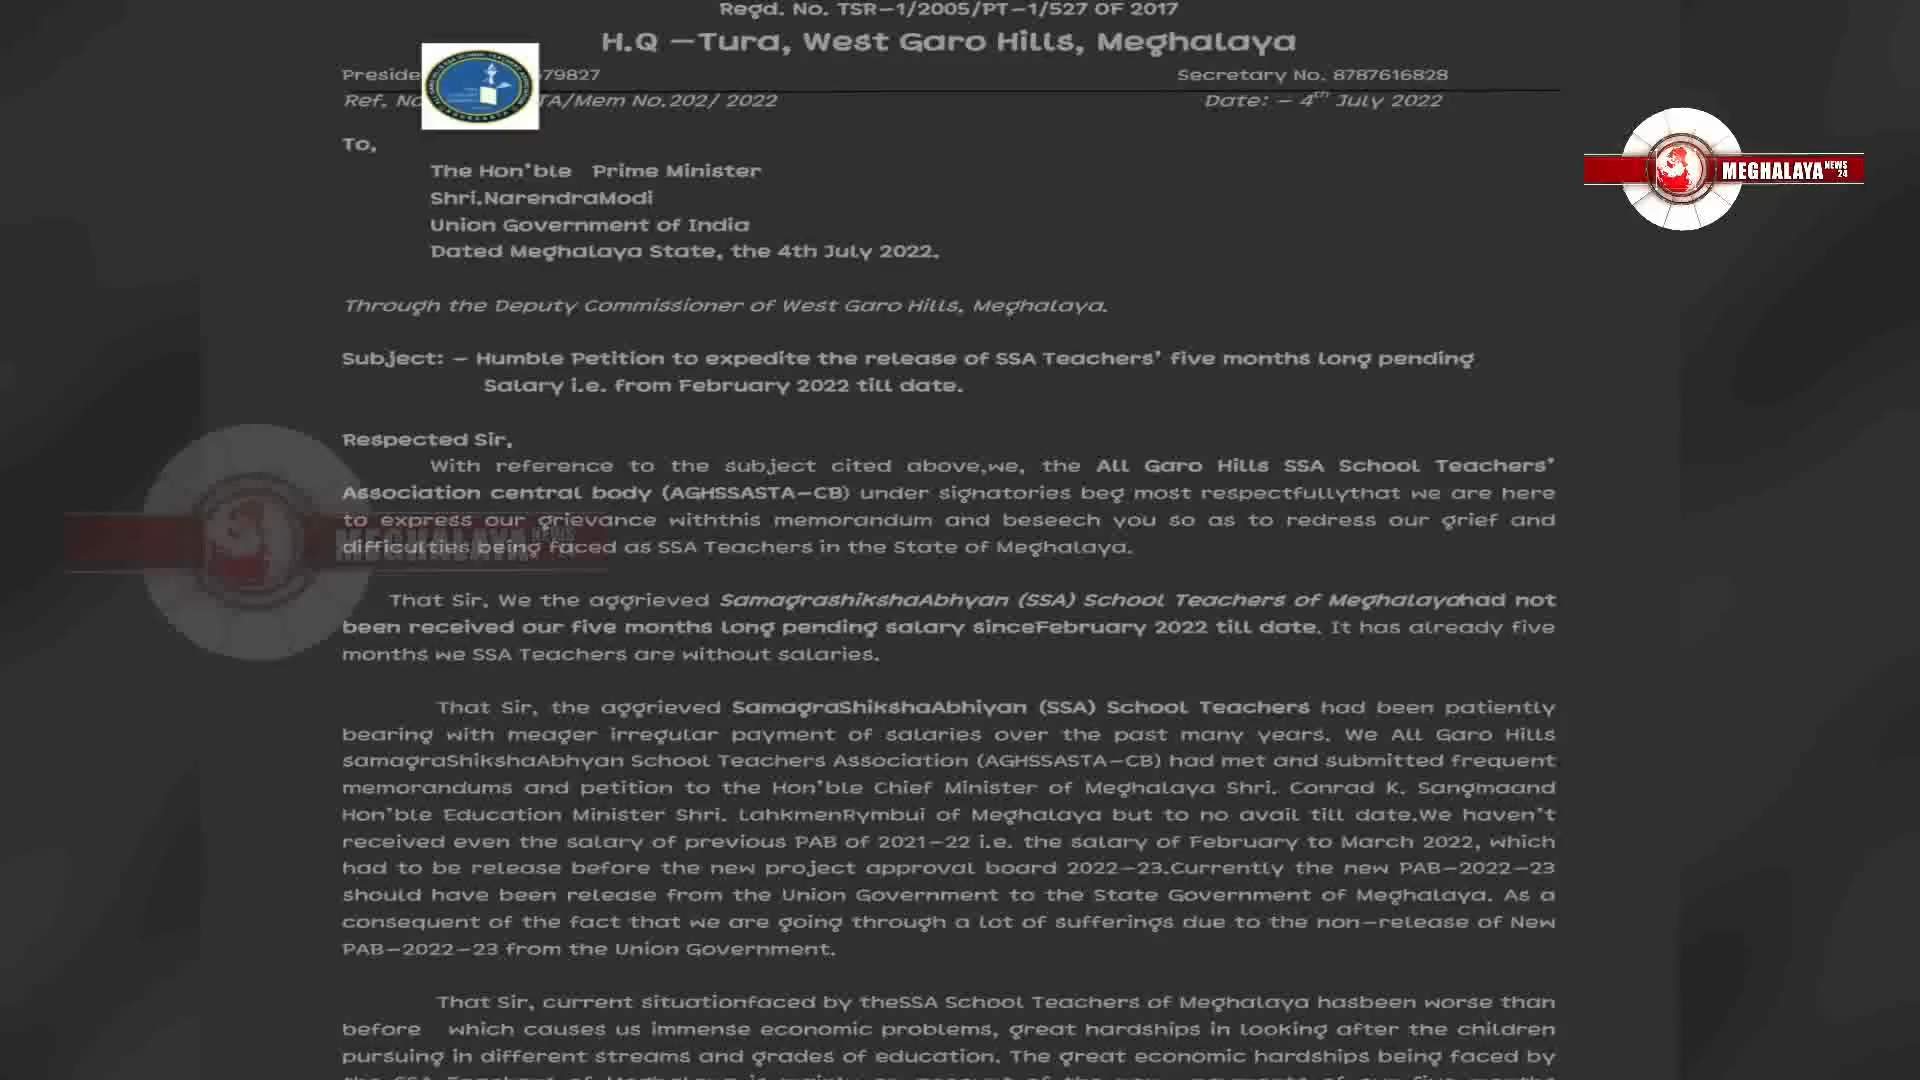 Regd. No. TSR-1/2005/PT-1/527 OF 2017
H.Q -Tura, West Garo Hills, Meghalaya
Preside 579827 Secretary No. 8787616828
Ref. No TA/Mem No.202/ 2022 Date: - 4th July 2022
MEGHALAYA NEWS 24
To,
The Hon'ble Prime Minister
Shri.NarendraModi
Union Government of India
Dated Meghalaya State, the 4th July 2022.
Through the Deputy Commissioner of West Garo Hills, Meghalaya.
Subject: - Humble Petition to expedite the release of SSA Teachers' five months long pending
Salary i.e. from February 2022 till date.
Respected Sir,
With reference to the subject cited above,we, the All Garo Hills SSA School Teachers'
Association central body (AGHSSASTA-CB) under signatories beg most respectfullythat we are here
to express our grievance withthis memorandum and beseech you so as to redress our grief and
difficulties being faced as SSA Teachers in the State of Meghalaya.
MEGHALAYA NEWS 24
That Sir, We the aggrieved SamagrashikshaAbhyan (SSA) School Teachers of Meghalayahad not
been received our five months long pending salary sinceFebruary 2022 till date. It has already five
months we SSA Teachers are without salaries.
That Sir, the aggrieved SamagraShikshaAbhiyan (SSA) School Teachers had been patiently
bearing with meager irregular payment of salaries over the past many years. We All Garo Hills
samagraShikshaAbhyan School Teachers Association (AGHSSASTA-CB) had met and submitted frequent
memorandums and petition to the Hon'ble Chief Minister of Meghalaya Shri. Conrad K. Sangmaand
Hon'ble Education Minister Shri. LahkmenRymbui of Meghalaya but to no avail till date.We haven't
received even the salary of previous PAB of 2021-22 i.e. the salary of February to March 2022, which
had to be release before the new project approval board 2022-23.Currently the new PAB-2022-23
should have been release from the Union Government to the State Government of Meghalaya. As a
consequent of the fact that we are going through a lot of sufferings due to the non-release of New
PAB-2022-23 from the Union Government.
That Sir, current situationfaced by theSSA School Teachers of Meghalaya hasbeen worse than
before which causes us immense economic problems, great hardships in looking after the children
pursuing in different streams and grades of education. The great economic hardships being faced by